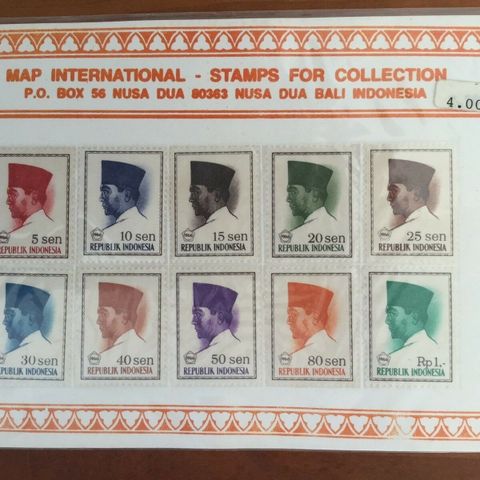 MAP INTERNATIONAL - STAMPS FOR COLLECTION
P.O. BOX 56 NUSA DUA 80363 NUSA DUA BALI INDONESIA
4.00
5 sen
REPUBLIK INDONESIA
10 sen
REPUBLIK INDONESIA
15 sen
REPUBLIK INDONESIA
20 sen
REPUBLIK INDONESIA
25 sen
REPUBLIK INDONESIA
30 sen
REPUBLIK INDONESIA
40 sen
REPUBLIK INDONESIA
50 sen
REPUBLIK INDONESIA
80 sen
REPUBLIK INDONESIA
Rp1.-
REPUBLIK INDONESIA